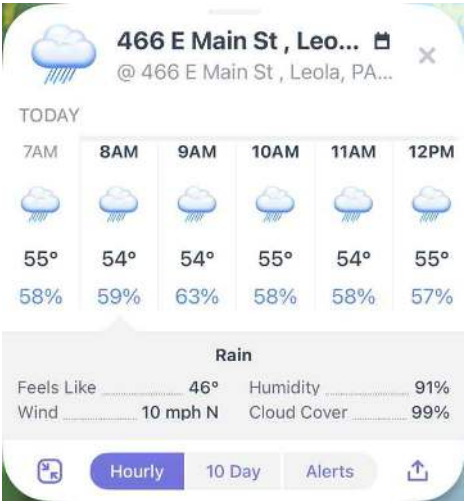 466 E Main St , Leo...
@ 466 E Main St , Leola, PA...
TODAY
7AM 8AM 9AM 10AM 11AM 12PM
55° 54° 54° 55° 54° 55°
58% 59% 63% 58% 58% 57%
Rain
Feels Like 46° Humidity 91%
Wind 10 mph N Cloud Cover 99%
Hourly 10 Day Alerts